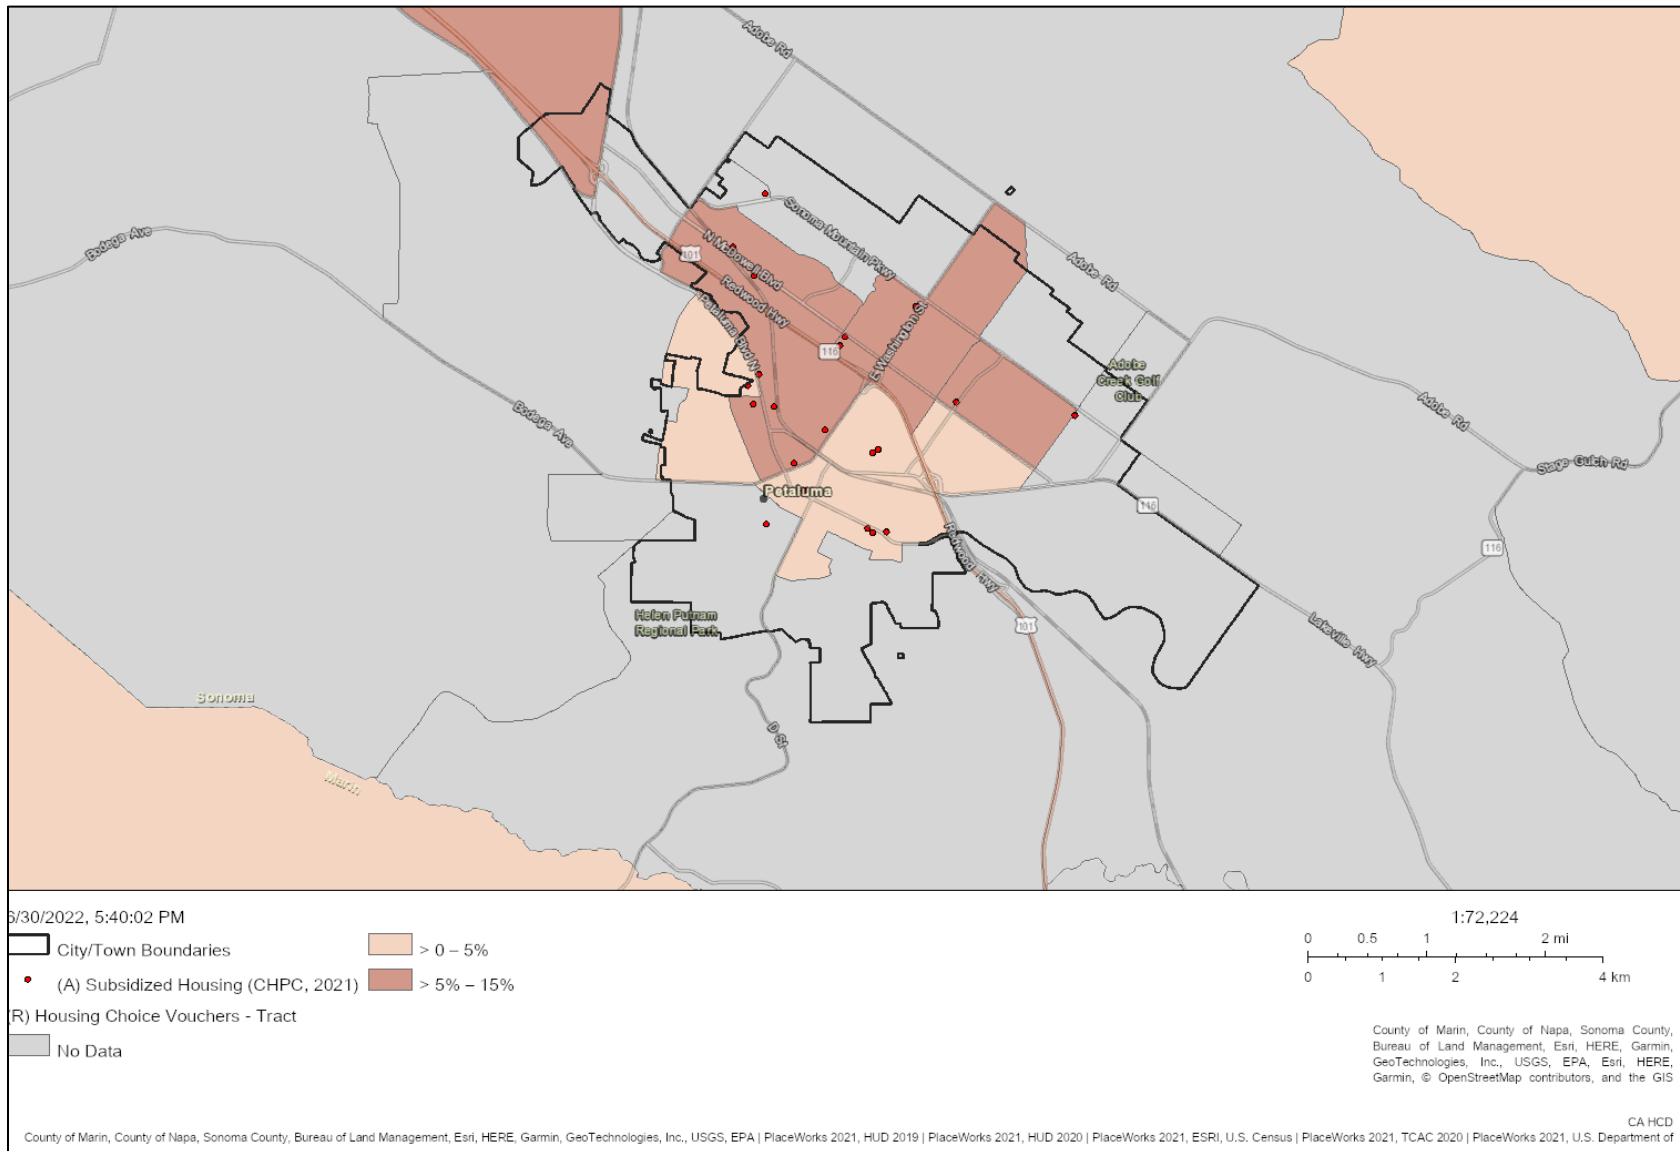 Adobe Rd
Sonoma Mountain Pkwy
Bodega Ave
N McDowell Blvd
101
Redwood Hwy
Adobe Rd
Petaluma Blvd N
E Washington St
116
Adobe
Creek Golf
Club
Bodega Ave
Adobe Rd
Stage Gulch Rd
Petaluma
116
Redwood Hwy
116
Helen Putnam
Regional Park
101
Lakeville Hwy
Sonoma
D St
Marin
6/30/2022, 5:40:02 PM
City/Town Boundaries
(A) Subsidized Housing (CHPC, 2021)
(R) Housing Choice Vouchers - Tract
No Data
> 0 – 5%
> 5% – 15%
1:72,224
0 0.5 1 2 mi
0 1 2 4 km
County of Marin, County of Napa, Sonoma County,
Bureau of Land Management, Esri, HERE, Garmin,
GeoTechnologies, Inc., USGS, EPA, Esri, HERE,
Garmin, © OpenStreetMap contributors, and the GIS
CA HCD
County of Marin, County of Napa, Sonoma County, Bureau of Land Management, Esri, HERE, Garmin, GeoTechnologies, Inc., USGS, EPA | PlaceWorks 2021, HUD 2019 | PlaceWorks 2021, HUD 2020 | PlaceWorks 2021, ESRI, U.S. Census | PlaceWorks 2021, TCAC 2020 | PlaceWorks 2021, U.S. Department of